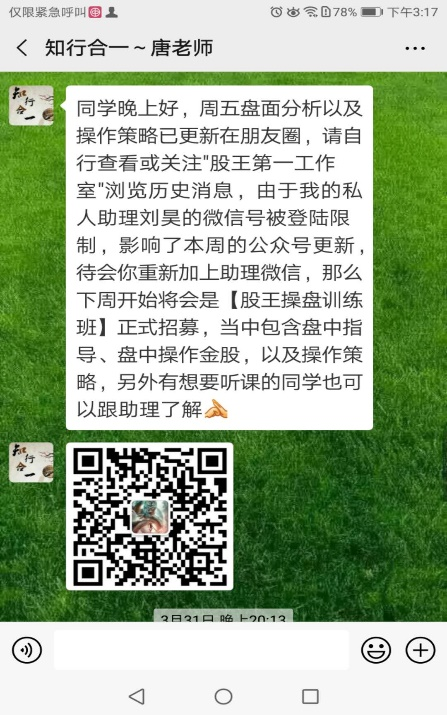 仅限紧急呼叫
78% 下午3:17
知行合一～唐老师
知行合一
同学晚上好，周五盘面分析以及
操作策略已更新在朋友圈，请自
行查看或关注"股王第一工作
室"浏览历史消息，由于我的私
人助理刘昊的微信号被登陆限
制，影响了本周的公众号更新，
待会你重新加上助理微信，那么
下周开始将会是【股王操盘训练
班】正式招募，当中包含盘中指
导、盘中操作金股，以及操作策
略，另外有想要听课的同学也可
以跟助理了解
知行合一
3月31日 晚上20:13